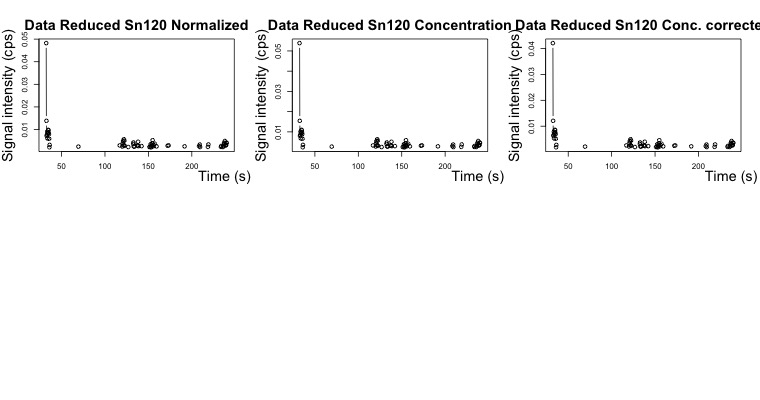 Data Reduced Sn120 Normalized
Signal intensity (cps)
0.01 0.02 0.03 0.04 0.05
50 100 150 200
Time (s)
Data Reduced Sn120 Concentration
Signal intensity (cps)
0.01 0.03 0.05
50 100 150 200
Time (s)
Data Reduced Sn120 Conc. correcte
Signal intensity (cps)
0.01 0.02 0.03 0.04
50 100 150 200
Time (s)